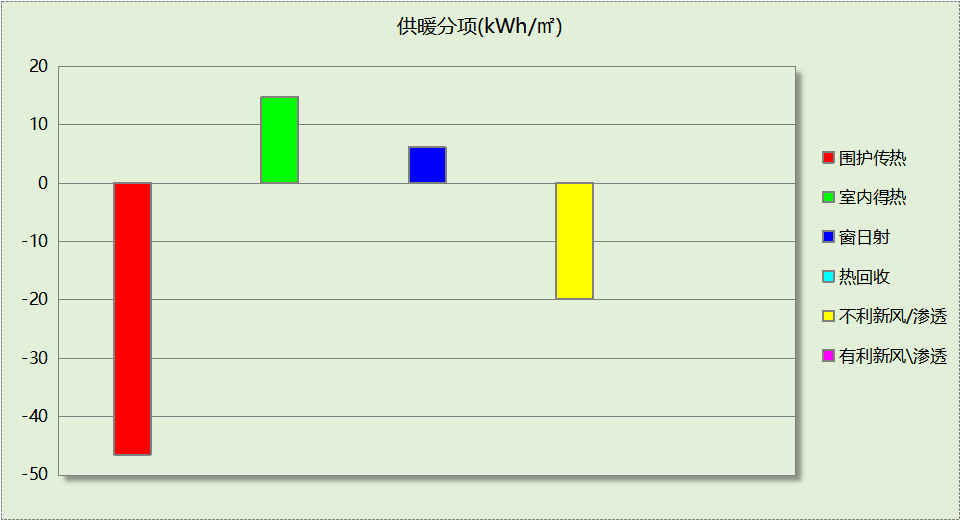 供暖分项(kWh/㎡)
20
10
0
-10
-20
-30
-40
-50
围护传热
室内得热
窗日射
热回收
不利新风/渗透
有利新风\渗透